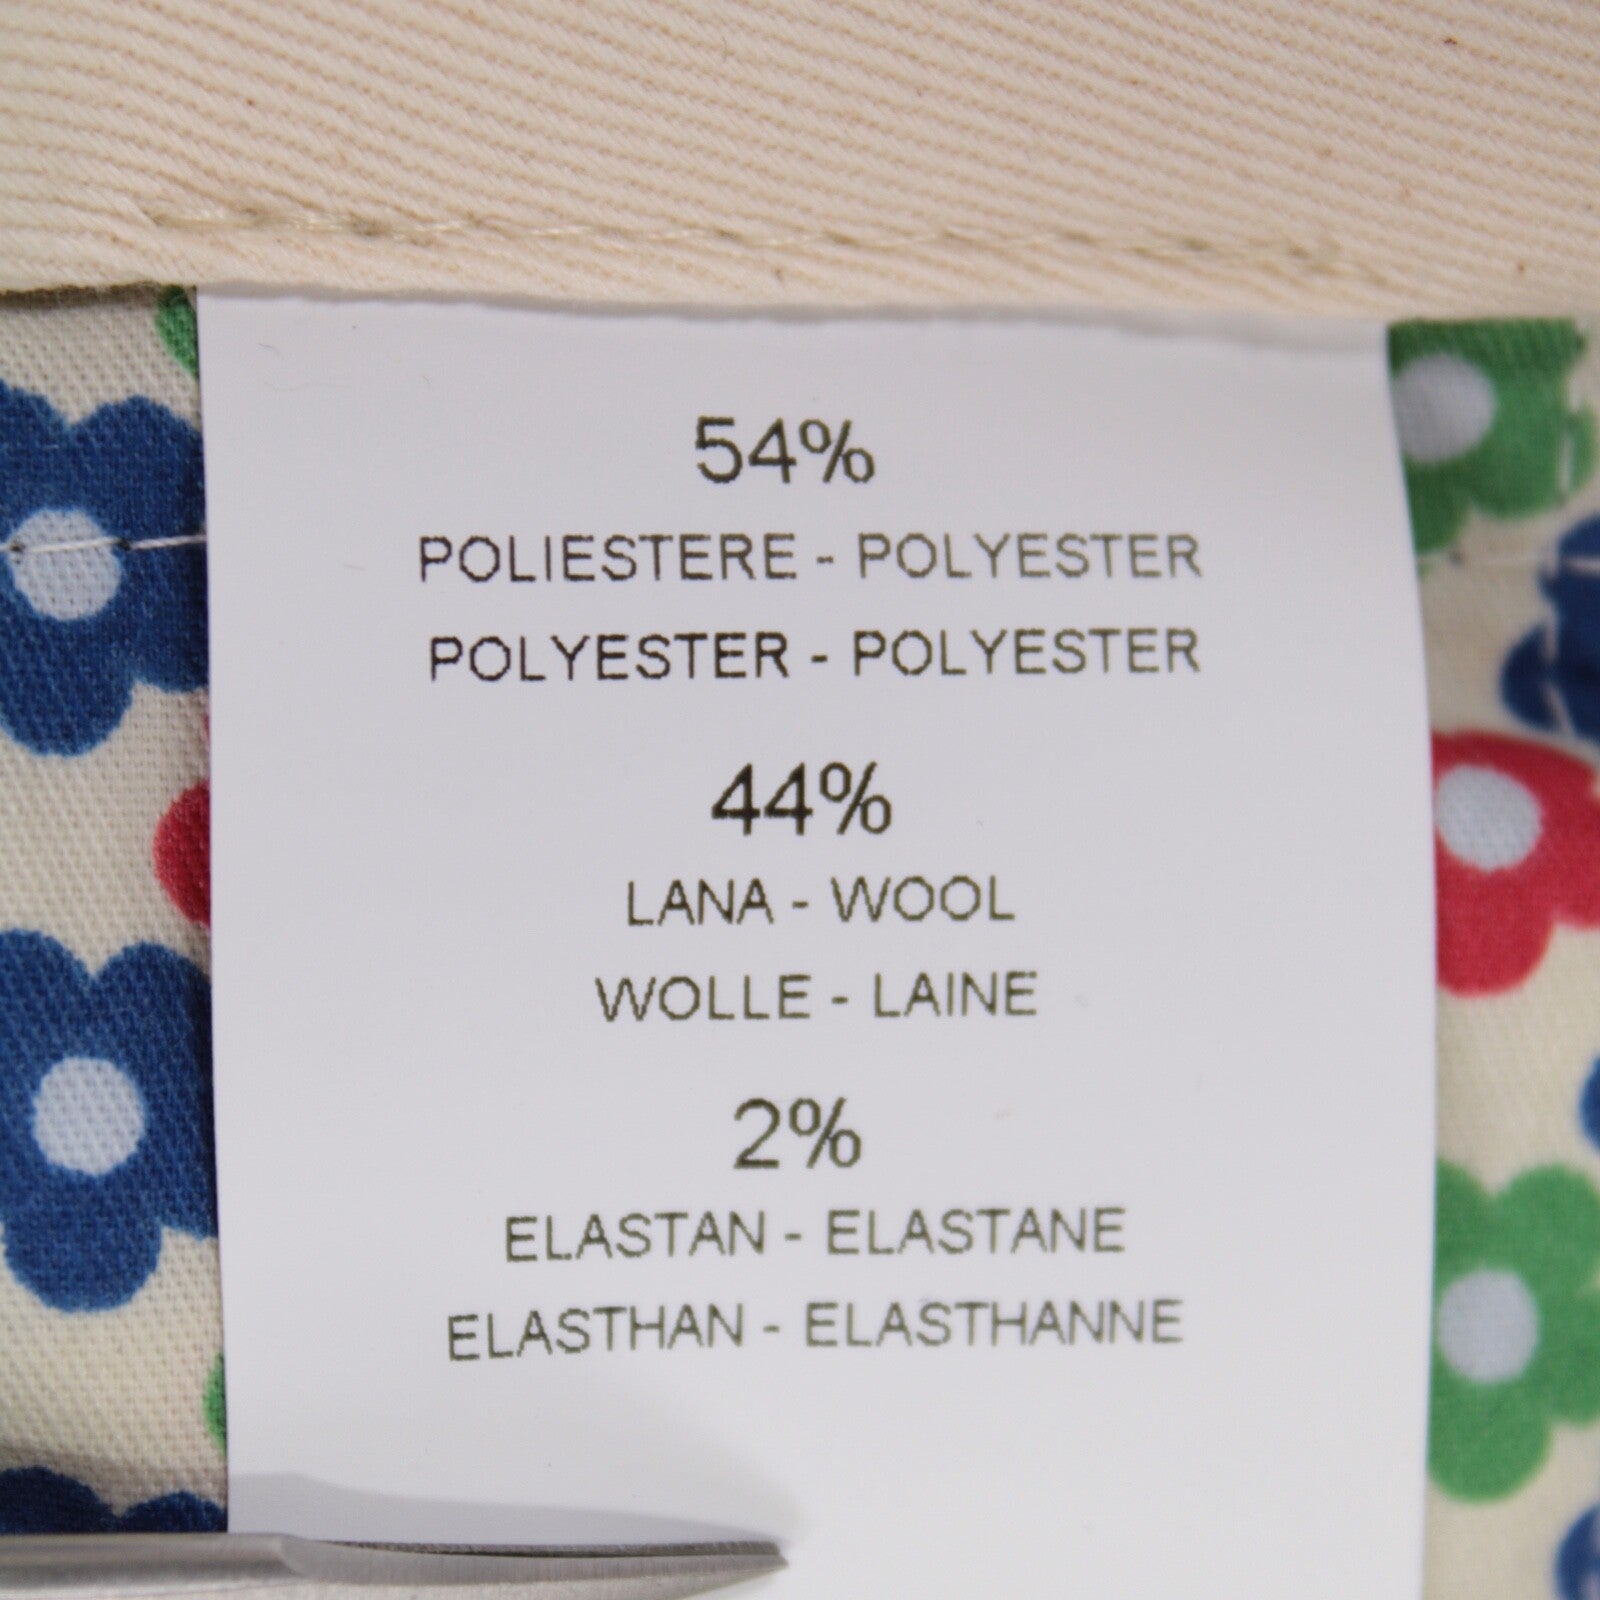 54%
POLIESTERE - POLYESTER
POLYESTER - POLYESTER
44%
LANA - WOOL
WOLLE - LAINE
2%
ELASTAN - ELASTANE
ELASTHAN - ELASTHANNE